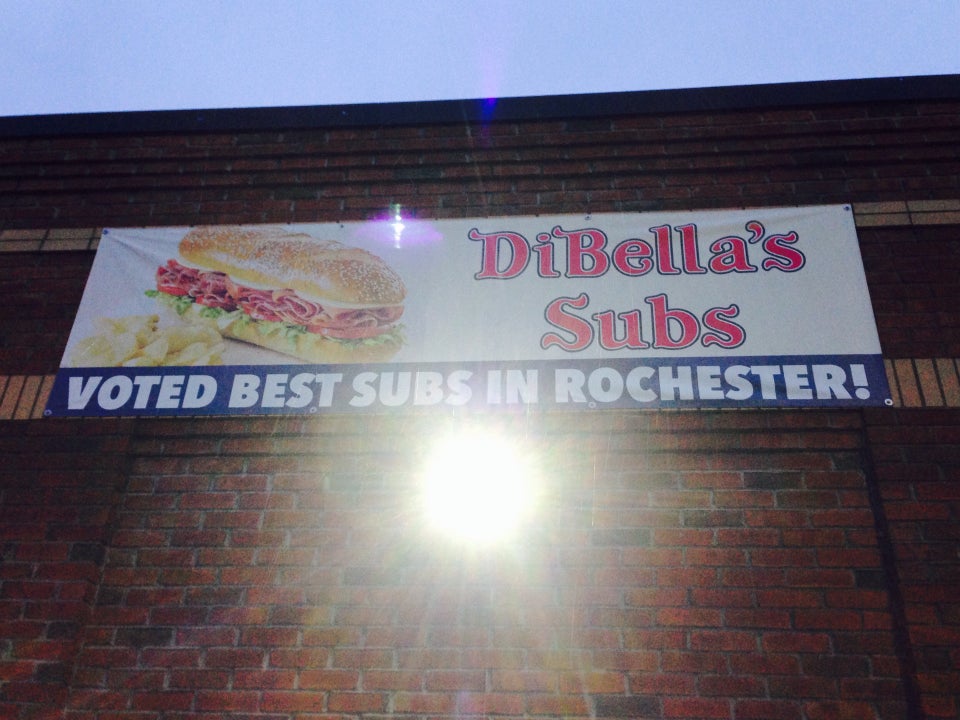 DiBella's
Subs
VOTED BEST SUBS IN ROCHESTER!